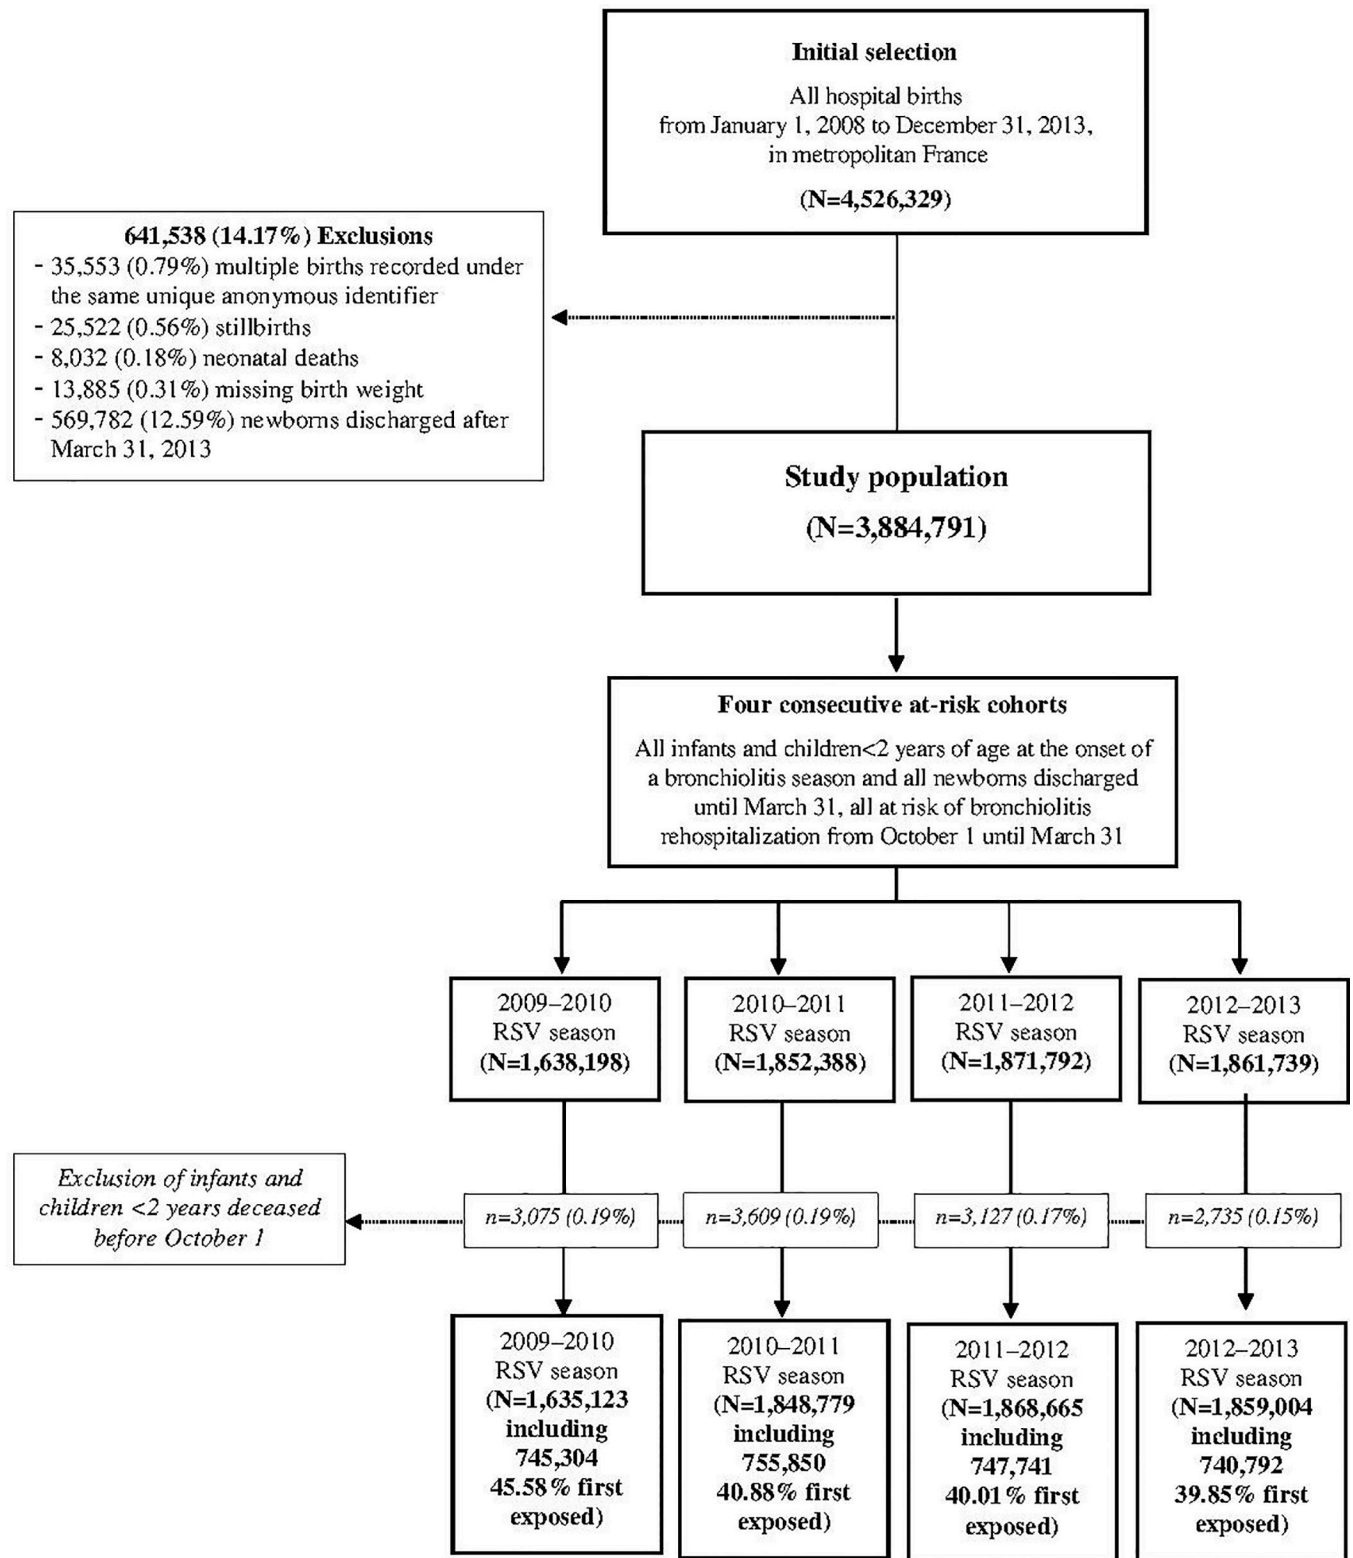 Initial selection
All hospital births
from January 1, 2008 to December 31, 2013,
in metropolitan France
(N=4,526,329)
641,538 (14.17%) Exclusions
- 35,553 (0.79%) multiple births recorded under
the same unique anonymous identifier
- 25,522 (0.56%) stillbirths
- 8,032 (0.18%) neonatal deaths
- 13,885 (0.31%) missing birth weight
- 569,782 (12.59%) newborns discharged after
March 31, 2013
Study population
(N=3,884,791)
Four consecutive at-risk cohorts
All infants and children<2 years of age at the onset of
a bronchiolitis season and all newborns discharged
until March 31, all at risk of bronchiolitis
rehospitalization from October 1 until March 31
2009–2010
RSV season
(N=1,638,198)
2010–2011
RSV season
(N=1,852,388)
2011–2012
RSV season
(N=1,871,792)
2012–2013
RSV season
(N=1,861,739)
Exclusion of infants and
children <2 years deceased
before October 1
n=3,075 (0.19%)
n=3,609 (0.19%)
n=3,127 (0.17%)
n=2,735 (0.15%)
2009–2010
RSV season
(N=1,635,123
including
745,304
45.58% first
exposed)
2010–2011
RSV season
(N=1,848,779
including
755,850
40.88% first
exposed)
2011–2012
RSV season
(N=1,868,665
including
747,741
40.01% first
exposed)
2012–2013
RSV season
(N=1,859,004
including
740,792
39.85% first
exposed)